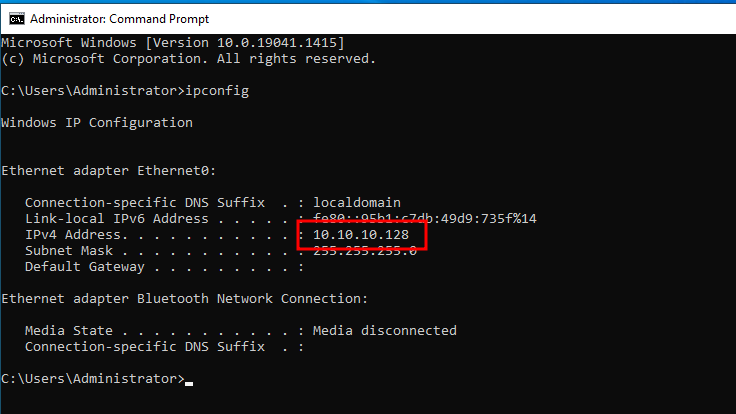 Administrator: Command Prompt
Microsoft Windows [Version 10.0.19041.1415]
(c) Microsoft Corporation. All rights reserved.
C:\Users\Administrator>ipconfig
Windows IP Configuration
Ethernet adapter Ethernet0:
Connection-specific DNS Suffix  . : localdomain
Link-local IPv6 Address . . . . . : fe80::95b1:c7db:49d9:735f%14
IPv4 Address. . . . . . . . . . . : 10.10.10.128
Subnet Mask . . . . . . . . . . . : 255.255.255.0
Default Gateway . . . . . . . . . :
Ethernet adapter Bluetooth Network Connection:
Media State . . . . . . . . . . . : Media disconnected
Connection-specific DNS Suffix  . :
C:\Users\Administrator>